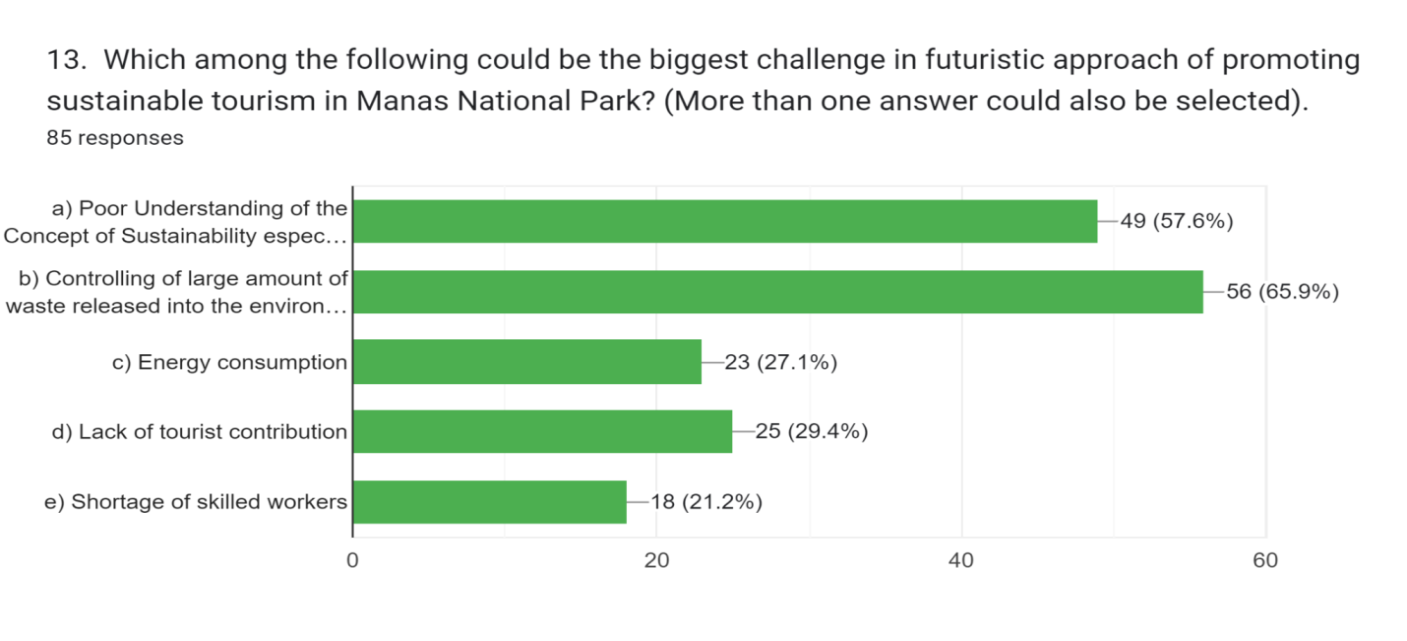 13. Which among the following could be the biggest challenge in futuristic approach of promoting
sustainable tourism in Manas National Park? (More than one answer could also be selected).
85 responses
a) Poor Understanding of the
Concept of Sustainability espec...
49 (57.6%)
b) Controlling of large amount of
waste released into the environ...
56 (65.9%)
c) Energy consumption
23 (27.1%)
d) Lack of tourist contribution
25 (29.4%)
e) Shortage of skilled workers
18 (21.2%)
0
20
40
60